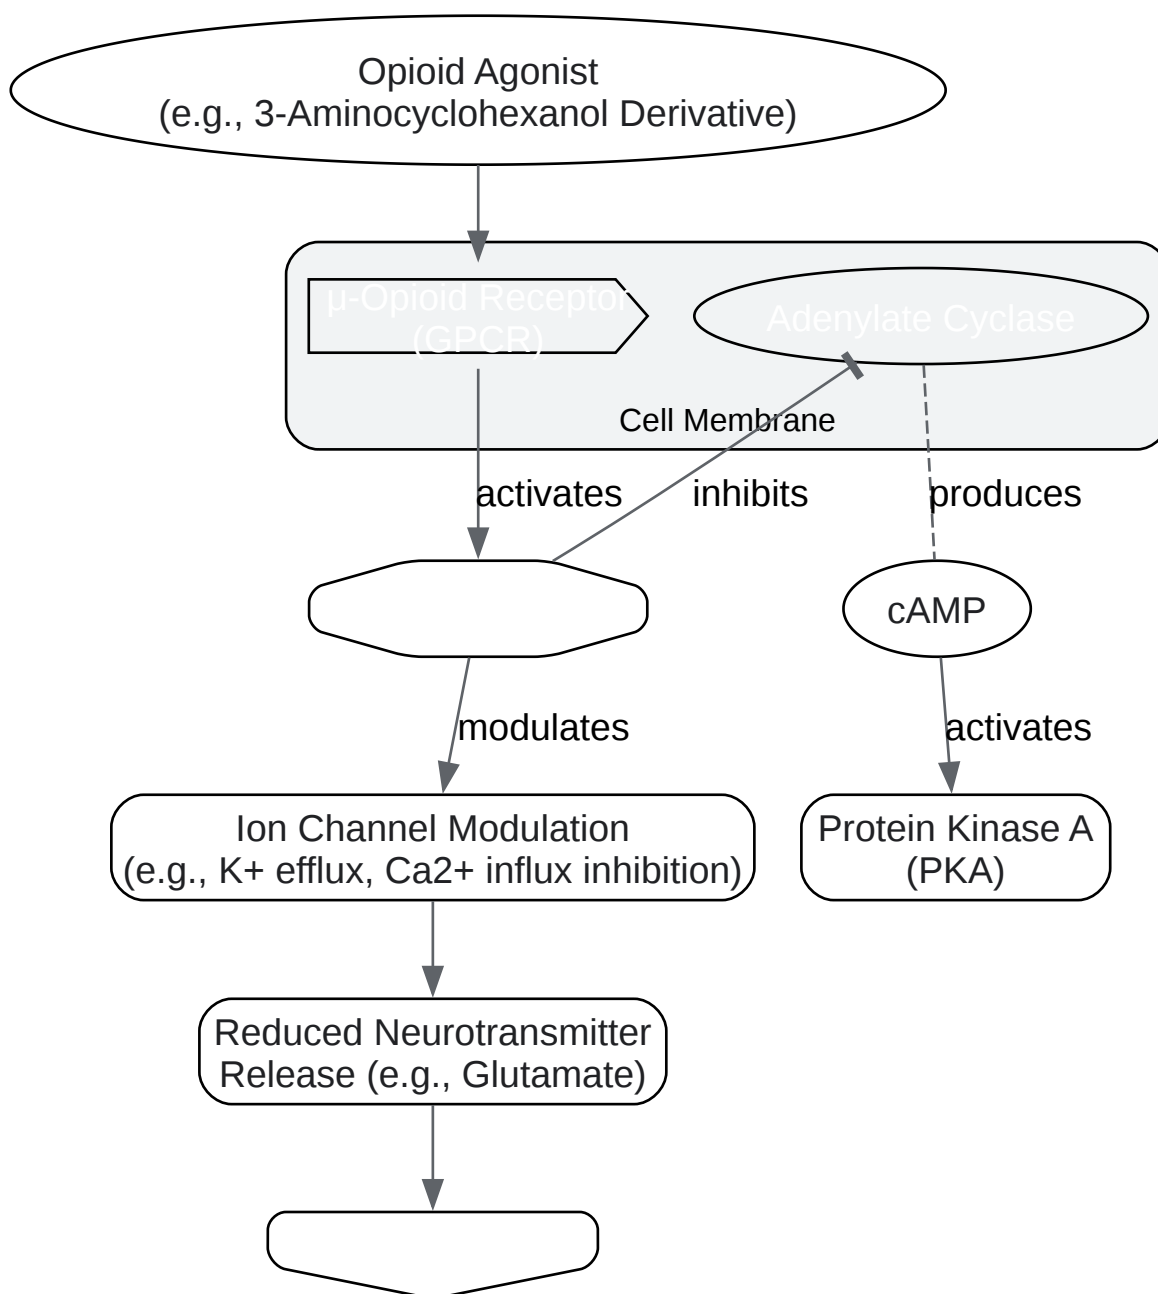 Opioid Agonist
(e.g., 3-Aminocyclohexanol Derivative)
μ-Opioid Receptor
(GPCR)
Adenylate Cyclase
Cell Membrane
activates
inhibits
produces
cAMP
modulates
activates
Ion Channel Modulation
(e.g., K+ efflux, Ca2+ influx inhibition)
Protein Kinase A
(PKA)
Reduced Neurotransmitter
Release (e.g., Glutamate)